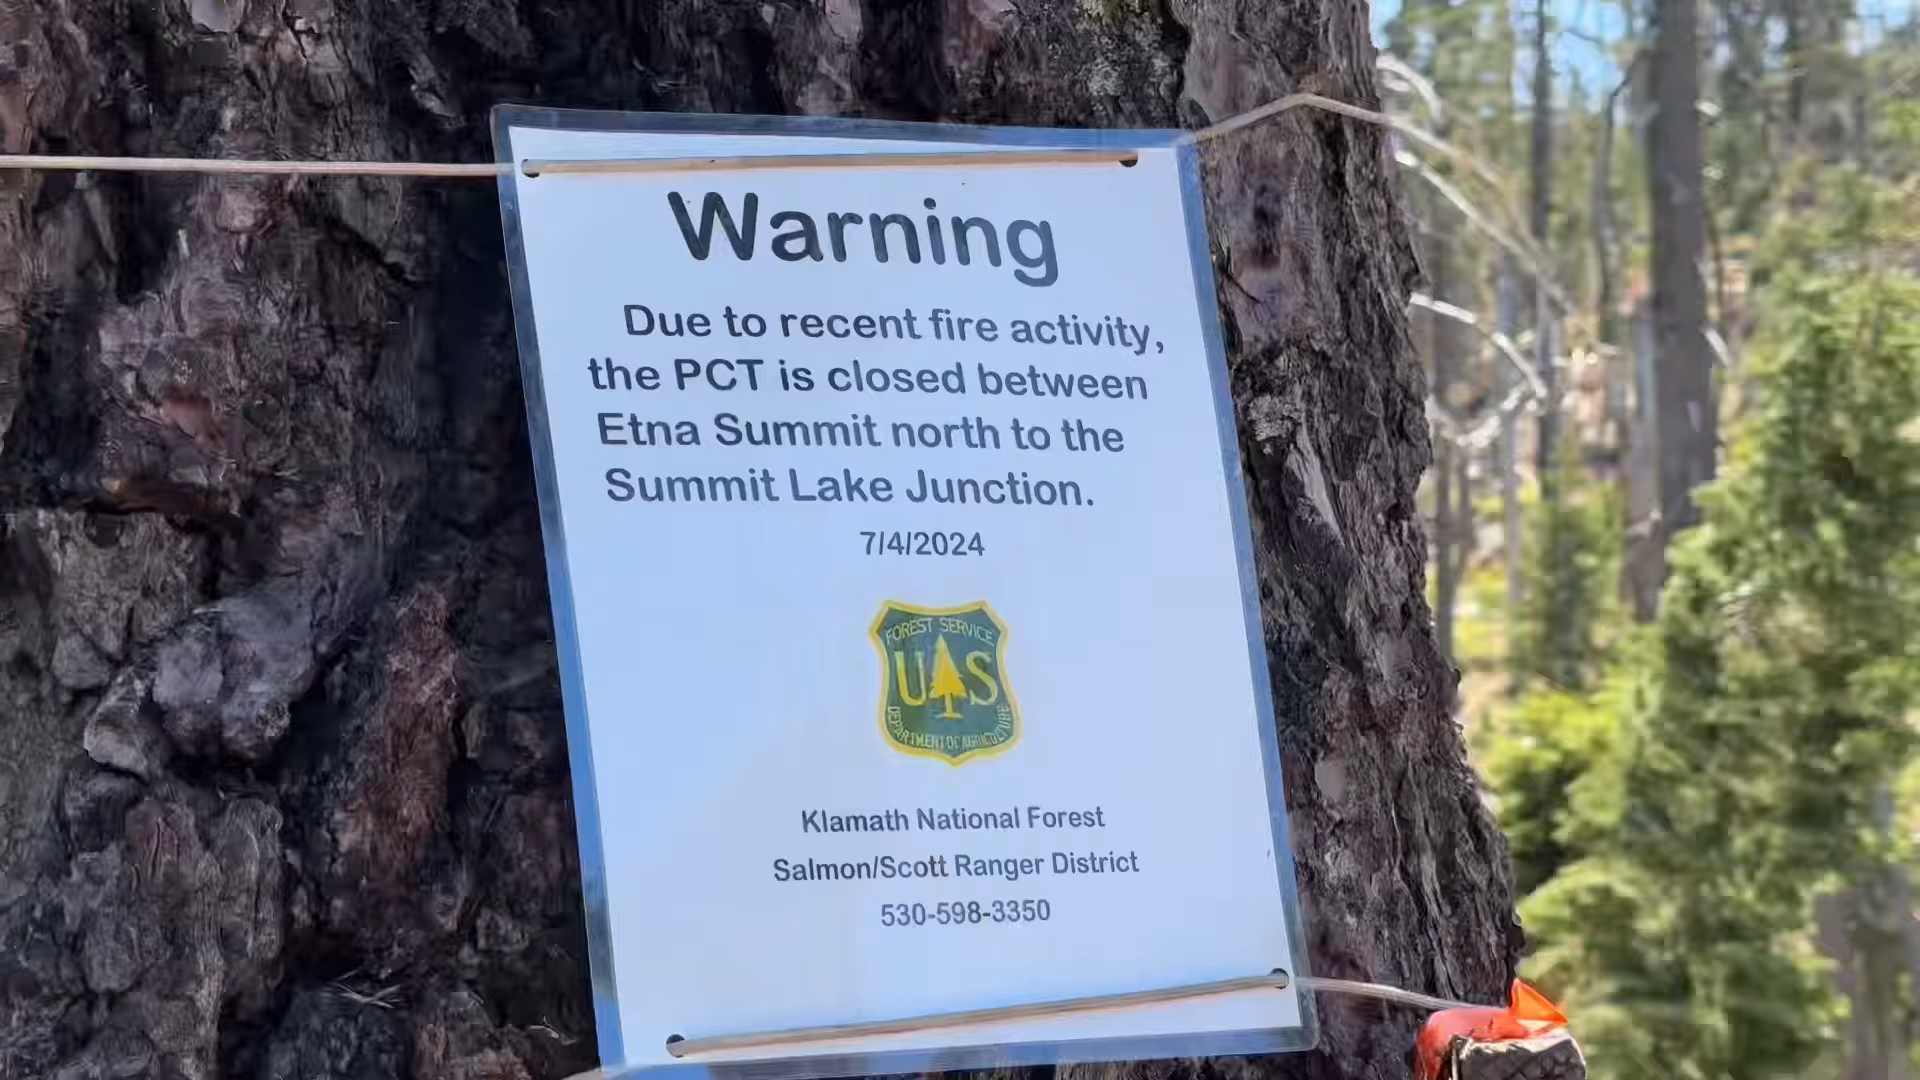 Warning
Due to recent fire activity,
the PCT is closed between
Etna Summit north to the
Summit Lake Junction.
7/4/2024
FOREST SERVICE
U S
DEPARTMENT OF AGRICULTURE
Klamath National Forest
Salmon/Scott Ranger District
530-598-3350